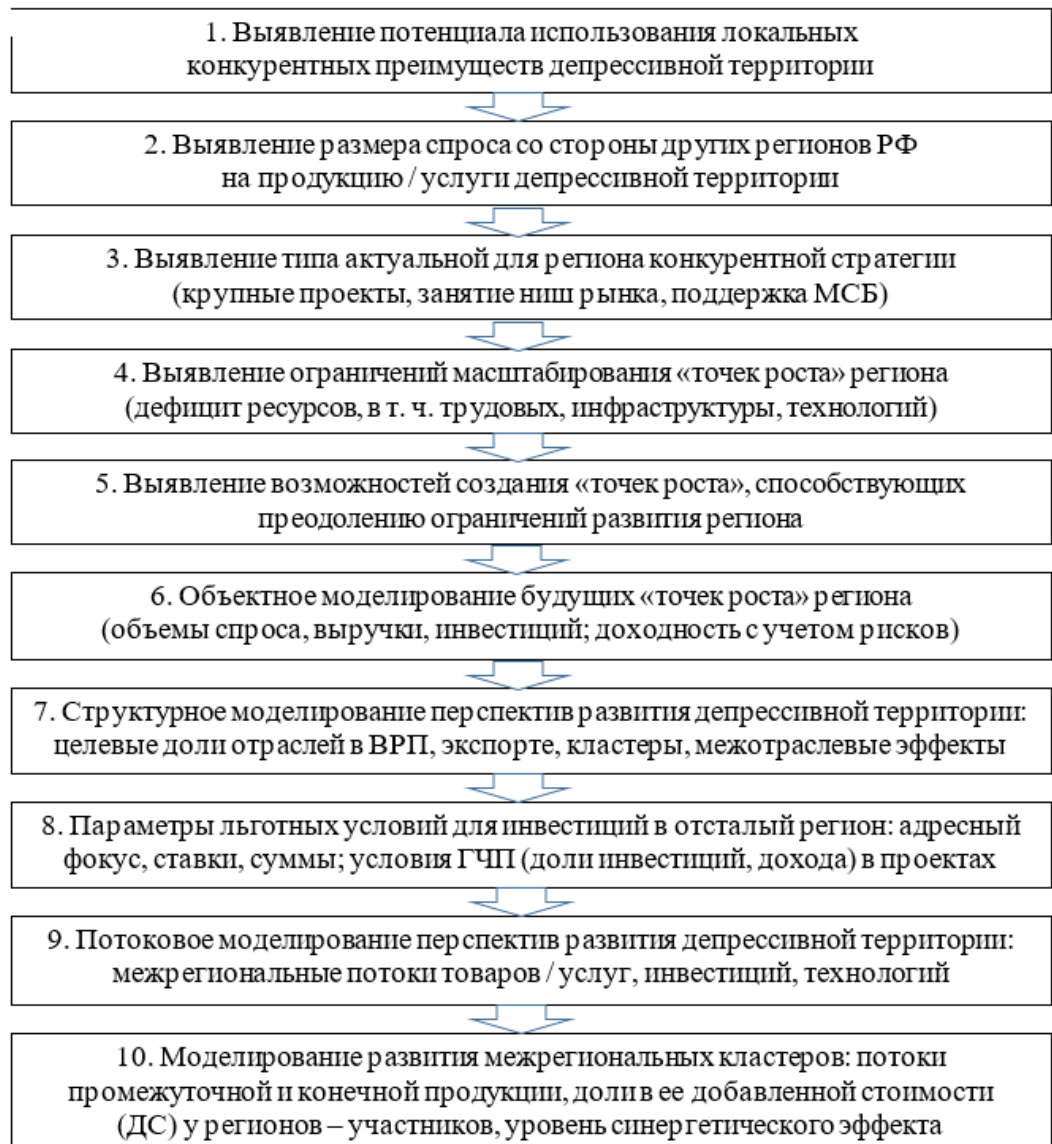 1. Выявление потенциала использования локальных
конкурентных преимуществ депрессивной территории
2. Выявление размера спроса со стороны других регионов РФ
на продукцию / услуги депрессивной территории
3. Выявление типа актуальной для региона конкурентной стратегии
(крупные проекты, занятие ниш рынка, поддержка МСБ)
4. Выявление ограничений масштабирования «точек роста» региона
(дефицит ресурсов, в т. ч. трудовых, инфраструктуры, технологий)
5. Выявление возможностей создания «точек роста», способствующих
преодолению ограничений развития региона
6. Объектное моделирование будущих «точек роста» региона
(объемы спроса, выручки, инвестиций; доходность с учетом рисков)
7. Структурное моделирование перспектив развития депрессивной территории:
целевые доли отраслей в ВРП, экспорте, кластеры, межотраслевые эффекты
8. Параметры льготных условий для инвестиций в отсталый регион: адресный
фокус, ставки, суммы; условия ГЧП (доли инвестиций, дохода) в проектах
9. Потоковое моделирование перспектив развития депрессивной территории:
межрегиональные потоки товаров / услуг, инвестиций, технологий
10. Моделирование развития межрегиональных кластеров: потоки
промежуточной и конечной продукции, доли в ее добавленной стоимости
(ДС) у регионов – участников, уровень синергетического эффекта